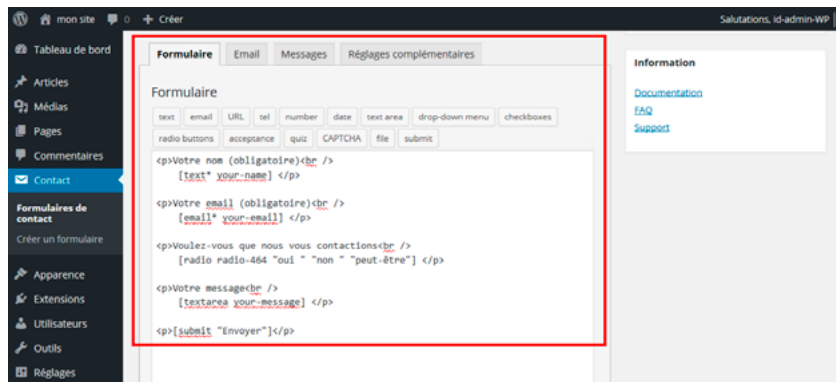 mon site 0 + Créer Salutations, id-admin-WP
Tableau de bord
Articles
Médias
Pages
Commentaires
Contact
Formulaires de
contact
Créer un formulaire
Apparence
Extensions
Utilisateurs
Outils
Réglages
Formulaire Email Messages Réglages complémentaires
Formulaire
text email URL tel number date text area drop-down menu checkboxes
radio buttons acceptance quiz CAPTCHA file submit
<p>Votre nom (obligatoire)<br />
[text* your-name] </p>
<p>Votre email (obligatoire)<br />
[email* your-email] </p>
<p>Voulez-vous que nous vous contactions<br />
[radio radio-464 "oui " "non " "peut-être"] </p>
<p>Votre message<br />
[textarea your-message] </p>
<p>[submit "Envoyer"]</p>
Information
Documentation
FAQ
Support